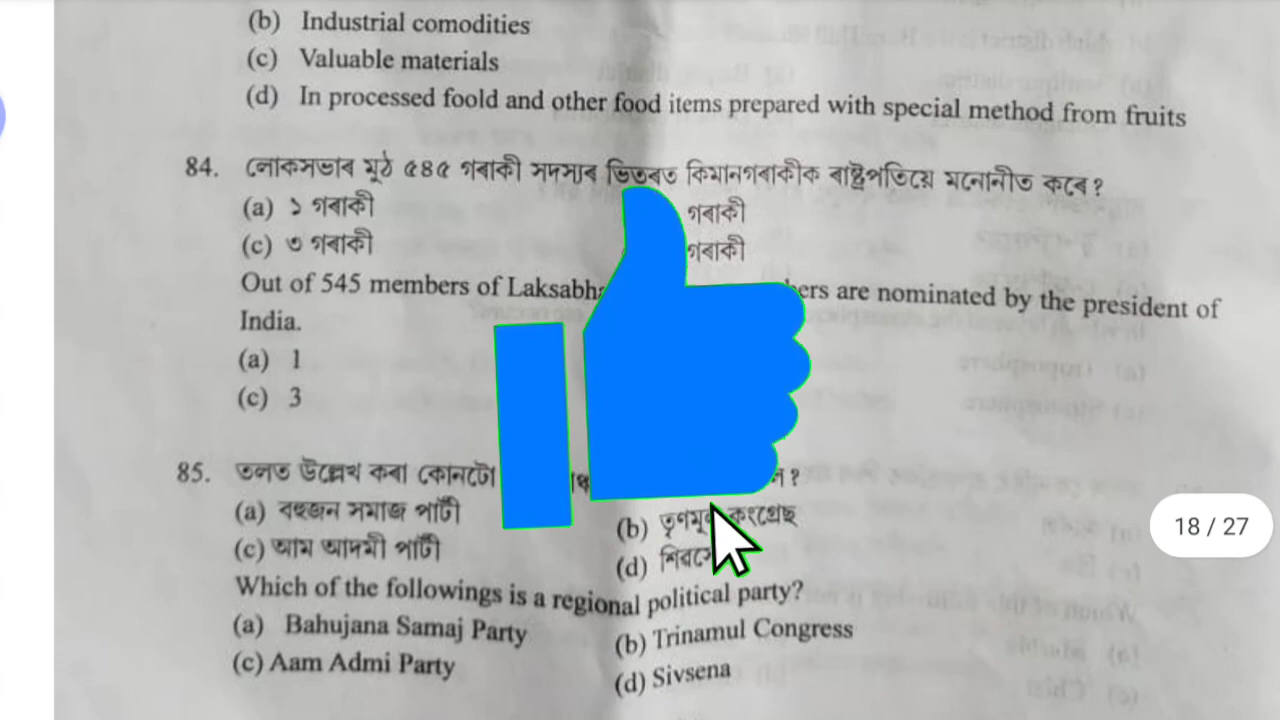 (b) Industrial comodities
(c) Valuable materials
(d) In processed foold and other food items prepared with special method from fruits
84. লোকসভাৰ মুঠ ৫৪৫ গৰাকী সদস্যৰ ভিতৰত কিমানগৰাকীক ৰাষ্ট্ৰপতিয়ে মনোনীত কৰে?
(a) ১ গৰাকী গৰাকী
(c) ৩ গৰাকী গৰাকী
Out of 545 members of Laksabha are nominated by the president of
India.
(a) 1
(c) 3
85. তলত উল্লেখ কৰা কোনটো
(a) বহুজন সমাজ পাৰ্টী (b) তৃণমূল কংগ্ৰেছ
(c) আম আদমী পাৰ্টী (d)
Which of the followings is a regional political party?
(a) Bahujana Samaj Party (b) Trinamul Congress
(c) Aam Admi Party (d) Sivsena
18 / 27